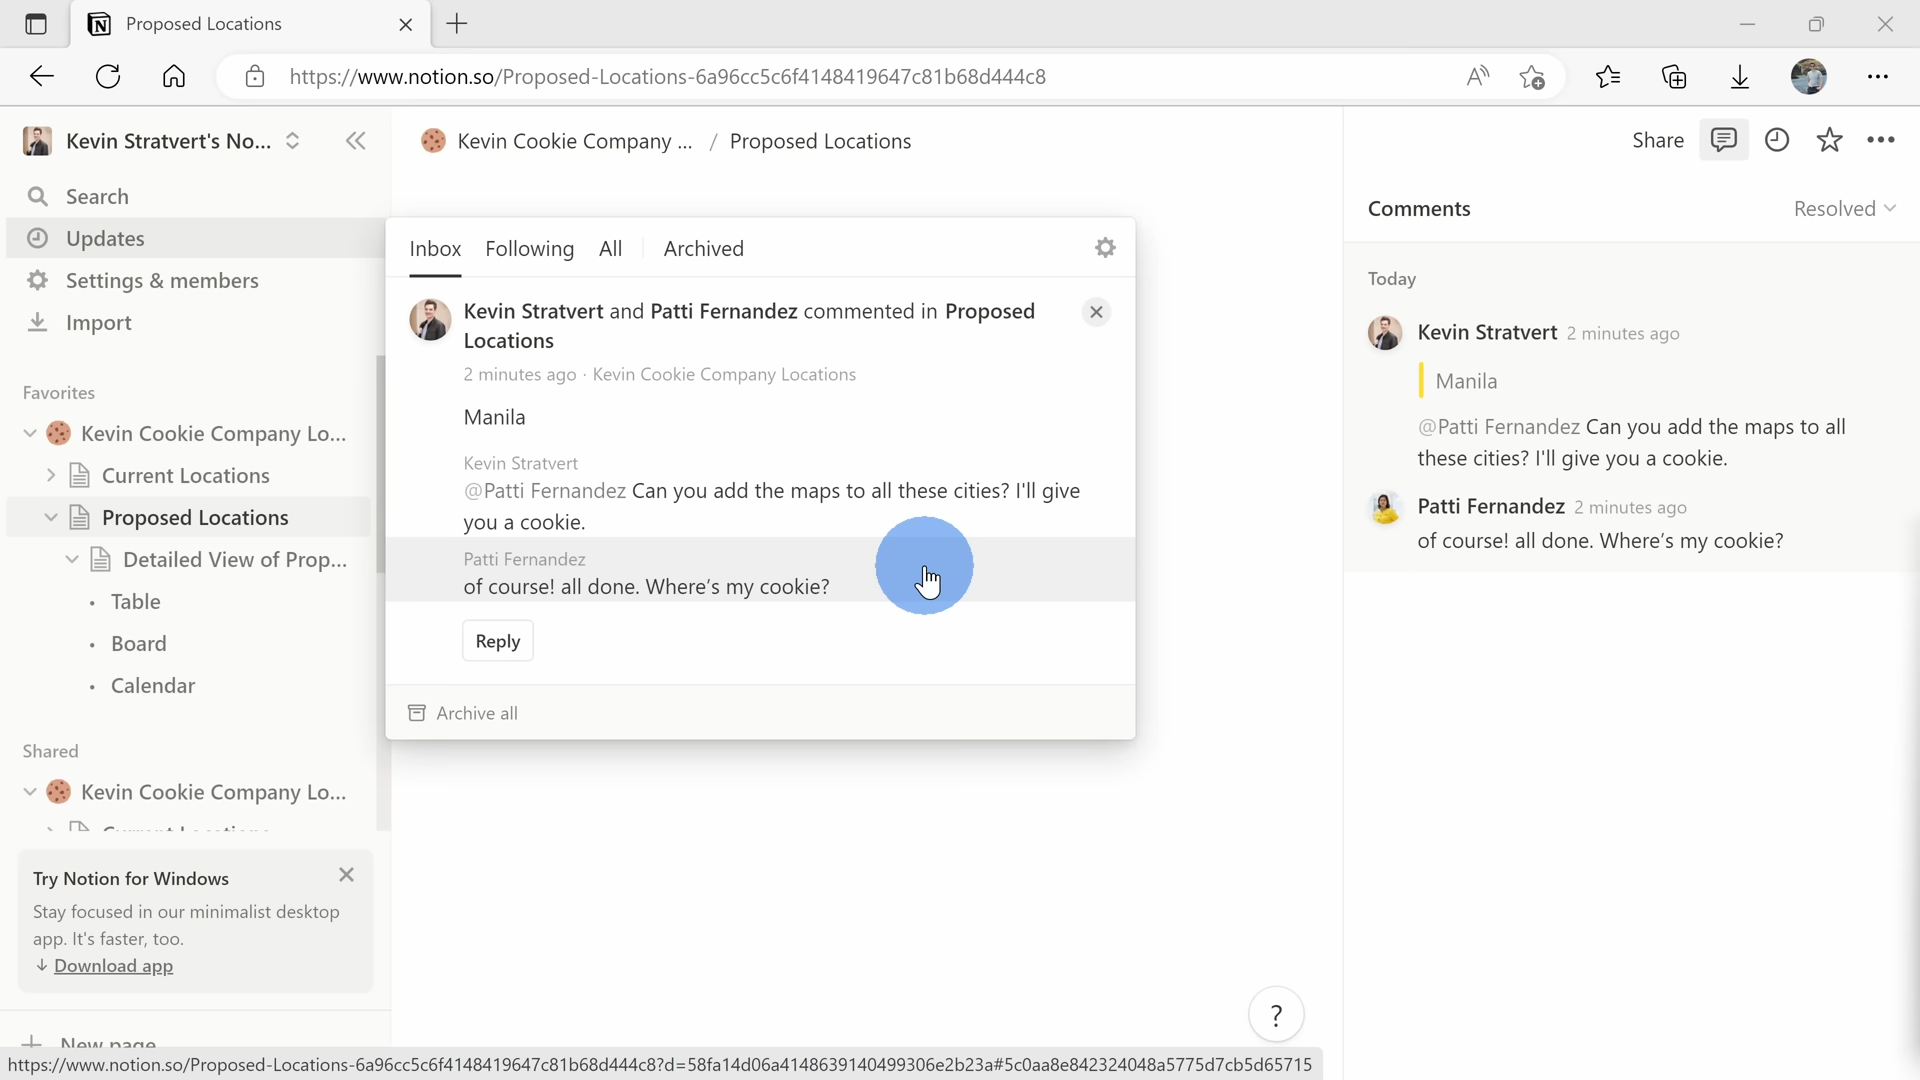 Proposed Locations
https://www.notion.so/Proposed-Locations-6a96cc5c6f4148419647c81b68d444c8
Kevin Stratvert's No...
Search
Updates
Settings & members
Import
Favorites
Kevin Cookie Company Lo...
Current Locations
Proposed Locations
Detailed View of Prop...
Table
Board
Calendar
Shared
Kevin Cookie Company Lo...
Try Notion for Windows
Stay focused in our minimalist desktop
app. It's faster, too.
↓ Download app
New page
Kevin Cookie Company ... / Proposed Locations
Share
Inbox Following All Archived
Kevin Stratvert and Patti Fernandez commented in Proposed
Locations
2 minutes ago · Kevin Cookie Company Locations
Manila
Kevin Stratvert
@Patti Fernandez Can you add the maps to all these cities? I'll give
you a cookie.
Patti Fernandez
of course! all done. Where's my cookie?
Reply
Archive all
Comments
Resolved
Today
Kevin Stratvert 2 minutes ago
Manila
@Patti Fernandez Can you add the maps to all
these cities? I'll give you a cookie.
Patti Fernandez 2 minutes ago
of course! all done. Where's my cookie?
?
https://www.notion.so/Proposed-Locations-6a96cc5c6f4148419647c81b68d444c8?d=58fa14d06a4148639140499306e2b23a#5c0aa8e842324048a5775d7cb5d65715